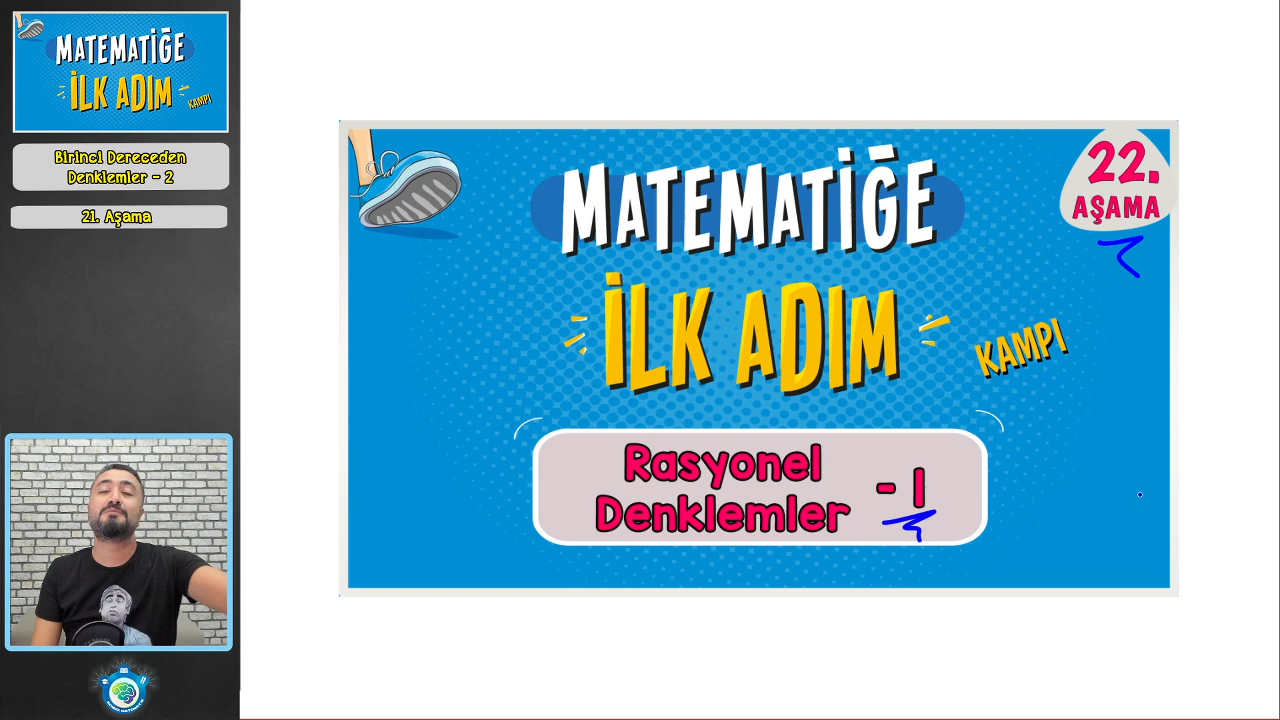 MATEMATİĞE
İLK ADIM
KAMPI
Birinci Dereceden
Denklemler - 2
21. Aşama
22.
AŞAMA
MATEMATİĞE
İLK ADIM
KAMPI
Rasyonel
Denklemler - 1